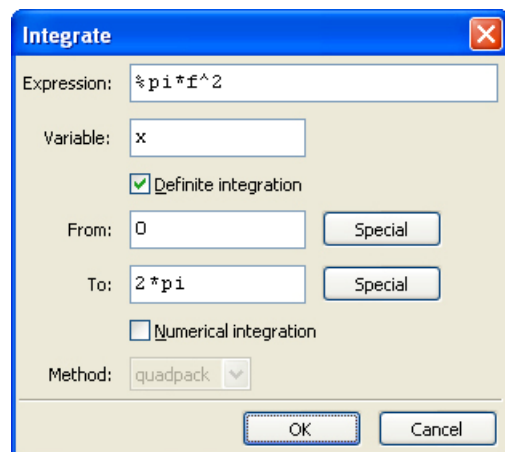 Integrate
Expression: %pi*f^2
Variable: x
Definite integration
From: 0 Special
To: 2*pi Special
Numerical integration
Method: quadpack
OK Cancel